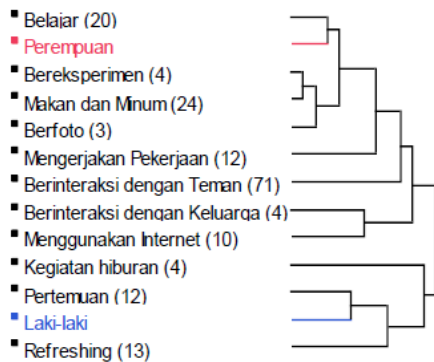 Belajar (20)
Perempuan
Bereksperimen (4)
Makan dan Minum (24)
Berfoto (3)
Mengerjakan Pekerjaan (12)
Berinteraksi dengan Teman (71)
Berinteraksi dengan Keluarga (4)
Menggunakan Internet (10)
Kegiatan hiburan (4)
Pertemuan (12)
Laki-laki
Refreshing (13)